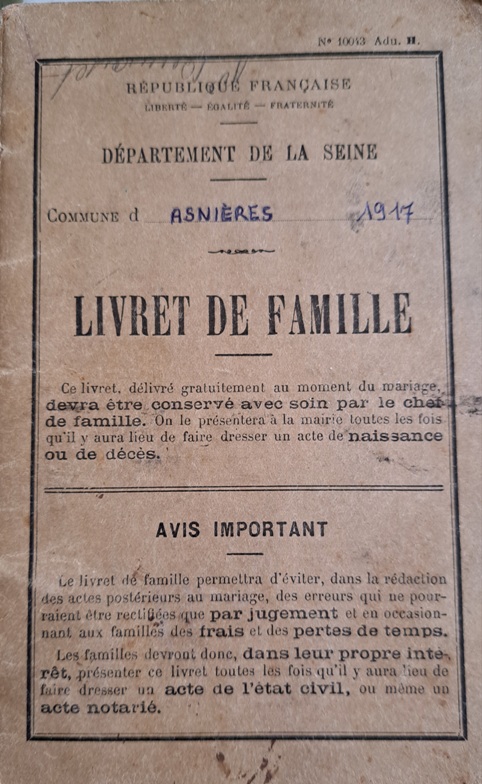 Nº 10043 Adm. H.
RÉPUBLIQUE FRANÇAISE
LIBERTÉ — ÉGALITÉ — FRATERNITÉ
DÉPARTEMENT DE LA SEINE
COMMUNE d ASNIÈRES 1917
LIVRET DE FAMILLE
Ce livret, délivré gratuitement au moment du mariage,
devra être conservé avec soin par le chef
de famille. On le présentera à la mairie toutes les fois
qu'il y aura lieu de faire dresser un acte de naissance
ou de décès.
AVIS IMPORTANT
Le livret de famille permettra d'éviter, dans la rédaction
des actes postérieurs au mariage, des erreurs qui ne pour-
raient être rectifiées que par jugement et en occasion-
nant aux familles des frais et des pertes de temps.
Les familles devront donc, dans leur propre inté-
rêt, présenter ce livret toutes les fois qu'il y aura lieu de
faire dresser un acte de l'état civil, ou même un
acte notarié.